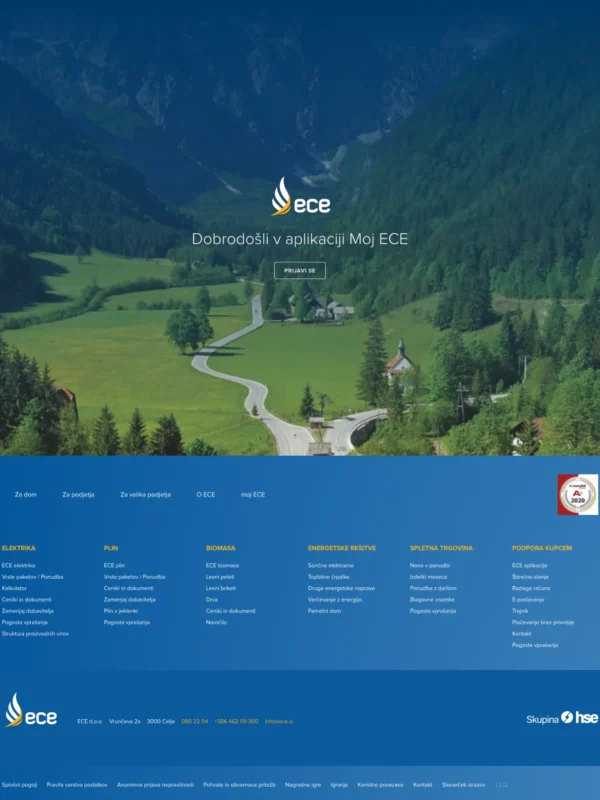 ece
Dobrodošli v aplikaciji Moj ECE
PRIJAVI SE
Za dom
Za podjetja
Za velika podjetja
O ECE
moj ECE
2020
ELEKTRIKA
ECE elektrika
Vrste paketov / Ponudba
Kalkulator
Ceniki in dokumenti
Zamenjaj dobavitelja
Pogosta vprašanja
Struktura proizvodnih virov
PLIN
ECE plin
Vrste paketov / Ponudba
Ceniki in dokumenti
Zamenjaj dobavitelja
Plin v jeklenki
Pogosta vprašanja
BIOMASA
ECE biomasa
Lesni peleti
Lesni briketi
Drva
Ceniki in dokumenti
Naročilo
ENERGETSKE REŠITVE
Sončne elektrarne
Toplotne črpalke
Druge energetske naprave
Varčevanje z energijo
Pametni dom
SPLETNA TRGOVINA
Novo v ponudbi
Izdelki meseca
Ponudba z darilom
Blagovne znamke
Pogosta vprašanja
PODPORA KUPCEM
ECE aplikacije
Števčno stanje
Razlaga računa
E-poslovanje
Trajnik
Plačevanje brez provizije
Kontakt
Pogosta vprašanja
ece
ECE d.o.o. Vrunčeva 2a 3000 Celje 080 22 04 +386 662 09 300 info@ece.si
Skupina hse
Splošni pogoji Pravila varstva podatkov Anonimna prijava nepravilnosti Pohvale in obravnava pritožb Nagradne igre Igranja Koristne povezave Kontakt Slovarček izrazov